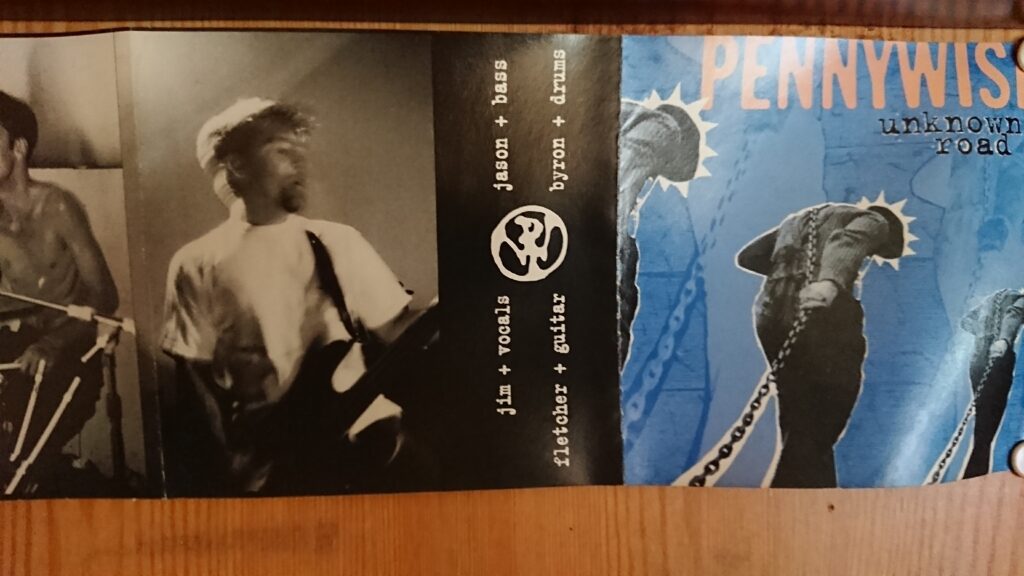 jason + bass
byron + drums
jim + vocals
fletcher + guitar
PENNYWIS
unknown
road